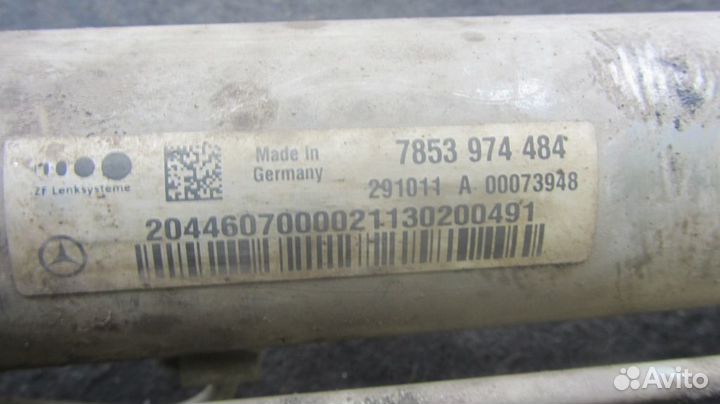 ZF Lenksysteme
Made in
Germany
7853 974 484
291011 A 00073948
2044607000021130200491
Avito